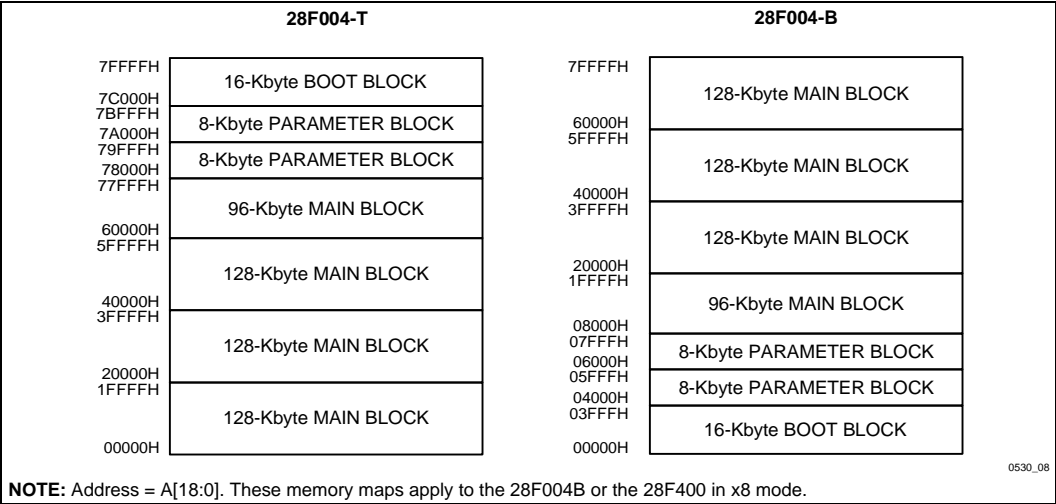 28F004-T
7FFFFH
16-Kbyte BOOT BLOCK
7C000H
7BFFFH
8-Kbyte PARAMETER BLOCK
7A000H
79FFFH
8-Kbyte PARAMETER BLOCK
78000H
77FFFH
96-Kbyte MAIN BLOCK
60000H
5FFFFH
128-Kbyte MAIN BLOCK
40000H
3FFFFH
128-Kbyte MAIN BLOCK
20000H
1FFFFH
128-Kbyte MAIN BLOCK
00000H
28F004-B
7FFFFH
128-Kbyte MAIN BLOCK
60000H
5FFFFH
128-Kbyte MAIN BLOCK
40000H
3FFFFH
128-Kbyte MAIN BLOCK
20000H
1FFFFH
96-Kbyte MAIN BLOCK
08000H
07FFFH
8-Kbyte PARAMETER BLOCK
06000H
05FFFH
8-Kbyte PARAMETER BLOCK
04000H
03FFFH
16-Kbyte BOOT BLOCK
00000H
0530_08
NOTE: Address = A[18:0]. These memory maps apply to the 28F004B or the 28F400 in x8 mode.